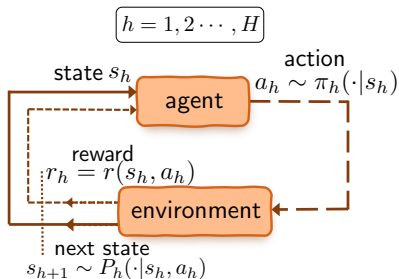 h = 1, 2 ⋯ , H
state s_h
action
a_h ∼ π_h(·|s_h)
agent
reward
r_h = r(s_h, a_h)
environment
next state
s_{h+1} ∼ P_h(·|s_h, a_h)